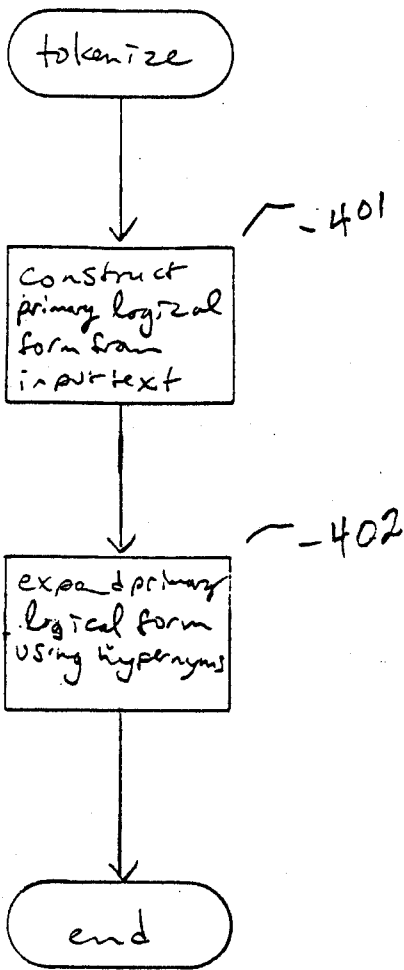 tokenize
401
construct
primary logical
form from
input text
402
expand primary
logical form
using hypernyms
end